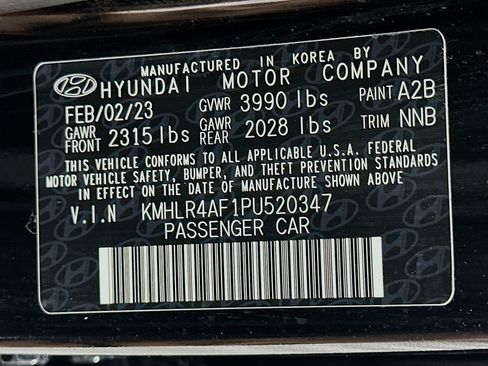 MANUFACTURED IN KOREA BY
HYUNDAI MOTOR COMPANY
FEB/02/23 GVWR 3990 lbs PAINT A2B
GAWR FRONT 2315 lbs GAWR REAR 2028 lbs TRIM NNB
THIS VEHICLE CONFORMS TO ALL APPLICABLE U.S.A. FEDERAL
MOTOR VEHICLE SAFETY, BUMPER, AND THEFT PREVENTION STANDARDS
IN EFFECT ON THE DATE OF MANUFACTURE SHOWN ABOVE.
V.I.N KMHLR4AF1PU520347
PASSENGER CAR